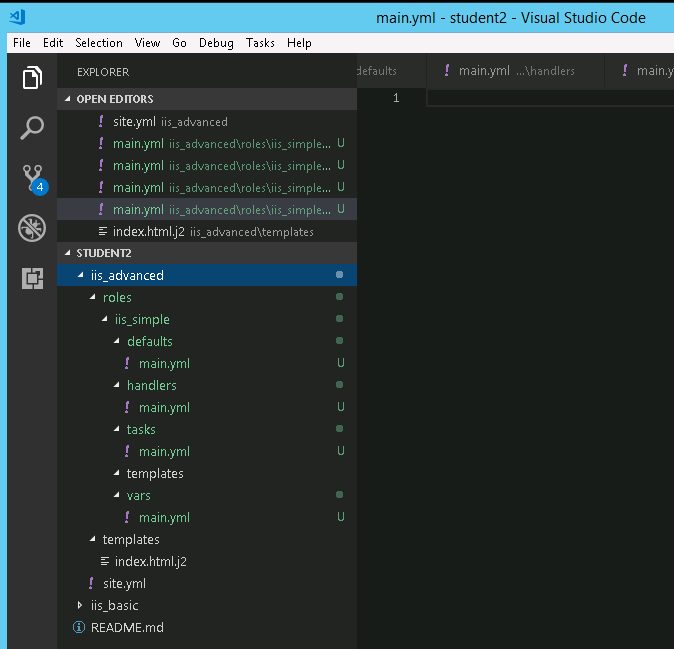 main.yml - student2 - Visual Studio Code
File Edit Selection View Go Debug Tasks Help
EXPLORER
defaults
! main.yml ...\handlers
! main.y
OPEN EDITORS
1
! site.yml iis_advanced
! main.yml iis_advanced\roles\iis_simple... U
! main.yml iis_advanced\roles\iis_simple... U
! main.yml iis_advanced\roles\iis_simple... U
! main.yml iis_advanced\roles\iis_simple... U
index.html.j2 iis_advanced\templates
4
STUDENT2
iis_advanced
roles
iis_simple
defaults
! main.yml U
handlers
! main.yml U
tasks
! main.yml U
templates
vars
! main.yml U
templates
index.html.j2
! site.yml
iis_basic
README.md